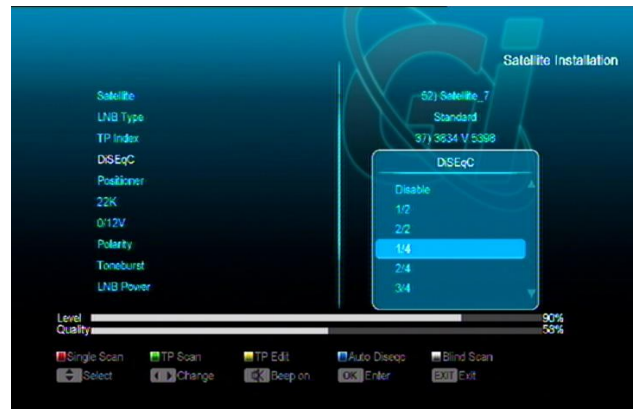 Satellite Installation
Satellite 52) Satellite_7
LNB Type Standard
TP Index 37) 3834 V 5398
DiSEqC DiSEqC
Positioner Disable
22K 1/2
0/12V 2/2
Polarity 1/4
Toneburst 2/4
LNB Power 3/4
Level 90%
Quality 58%
Single Scan TP Scan TP Edit Auto Diseqc Blind Scan
Select Change Beep on OK Enter EXIT Exit